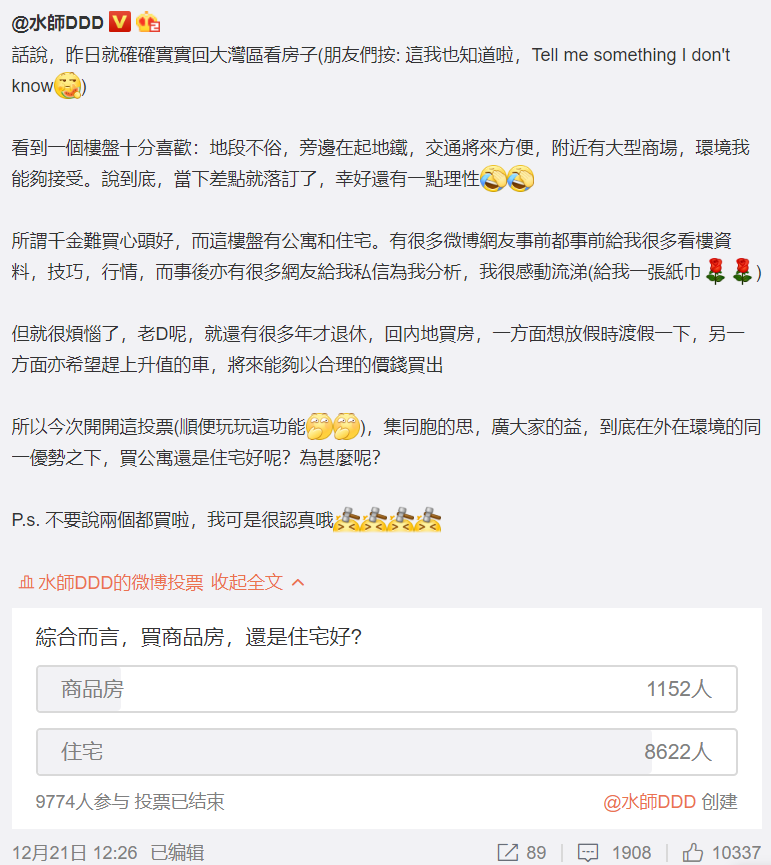 @水師DDD
話說，昨日就確確實實回大灣區看房子(朋友們按: 這我也知道啦，Tell me something I don't
know)
看到一個樓盤十分喜歡：地段不俗，旁邊在起地鐵，交通將來方便，附近有大型商場，環境我
能夠接受。說到底，當下差點就落訂了，幸好還有一點理性
所謂千金難買心頭好，而這樓盤有公寓和住宅。有很多微博網友事前都事前給我很多看樓資
料，技巧，行情，而事後亦有很多網友給我私信為我分析，我很感動流涕(給我一張紙巾)
但就很煩惱了，老D呢，就還有很多年才退休，回內地買房，一方面想放假時渡假一下，另一
方面亦希望趕上升值的車，將來能夠以合理的價錢買出
所以今次開開這投票(順便玩玩這功能)，集同胞的思，廣大家的益，到底在外在環境的同
一優勢之下，買公寓還是住宅好呢？為甚麼呢？
P.s. 不要說兩個都買啦，我可是很認真哦
水師DDD的微博投票 收起全文
綜合而言，買商品房，還是住宅好？
商品房 1152人
住宅 8622人
9774人参与 投票已结束 @水師DDD 创建
12月21日 12:26 已编辑 89 1908 10337